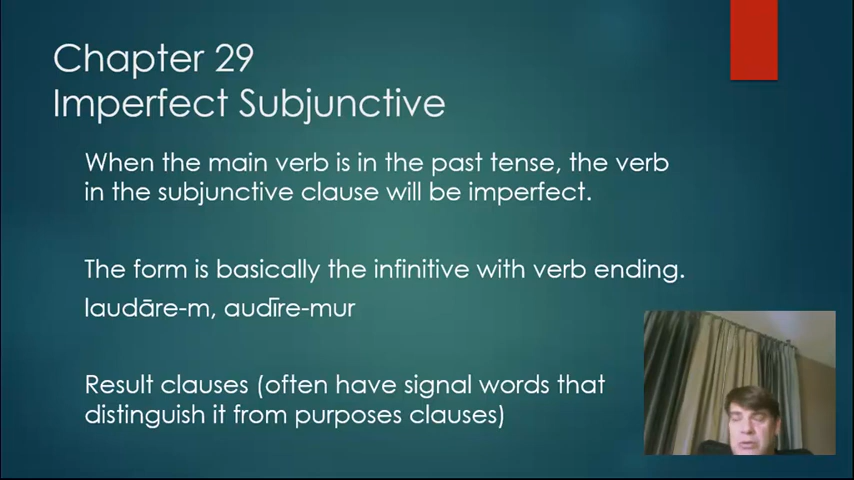 Chapter 29
Imperfect Subjunctive
When the main verb is in the past tense, the verb
in the subjunctive clause will be imperfect.
The form is basically the infinitive with verb ending.
laudāre-m, audīre-mur
Result clauses (often have signal words that
distinguish it from purposes clauses)